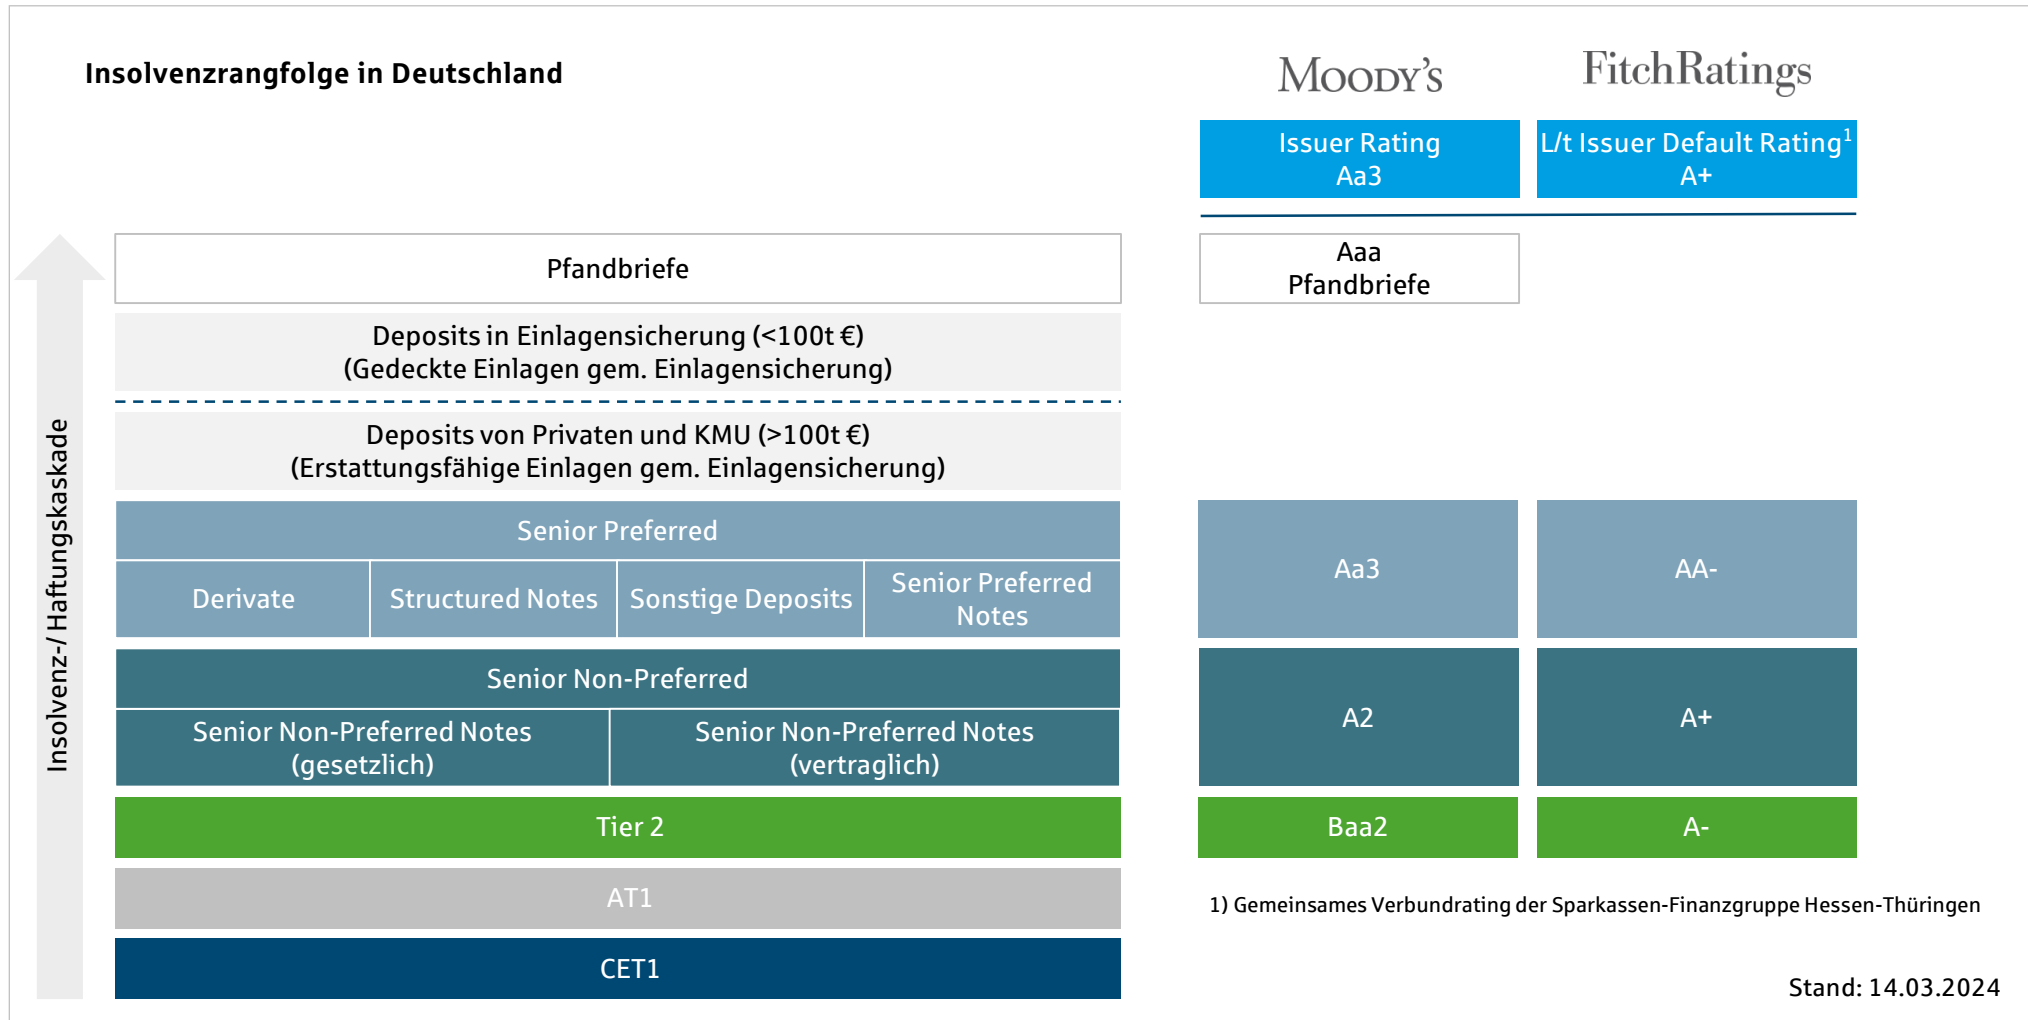 Insolvenzrangfolge in Deutschland
MOODY'S
FitchRatings
Issuer Rating
Aa3
L/t Issuer Default Rating¹
A+
Insolvenz-/ Haftungskaskade
Pfandbriefe
Aaa
Pfandbriefe
Deposits in Einlagensicherung (<100t €)
(Gedeckte Einlagen gem. Einlagensicherung)
Deposits von Privaten und KMU (>100t €)
(Erstattungsfähige Einlagen gem. Einlagensicherung)
Senior Preferred
Derivate
Structured Notes
Sonstige Deposits
Senior Preferred
Notes
Aa3
AA-
Senior Non-Preferred
Senior Non-Preferred Notes
(gesetzlich)
Senior Non-Preferred Notes
(vertraglich)
A2
A+
Tier 2
Baa2
A-
AT1
CET1
1) Gemeinsames Verbundrating der Sparkassen-Finanzgruppe Hessen-Thüringen
Stand: 14.03.2024